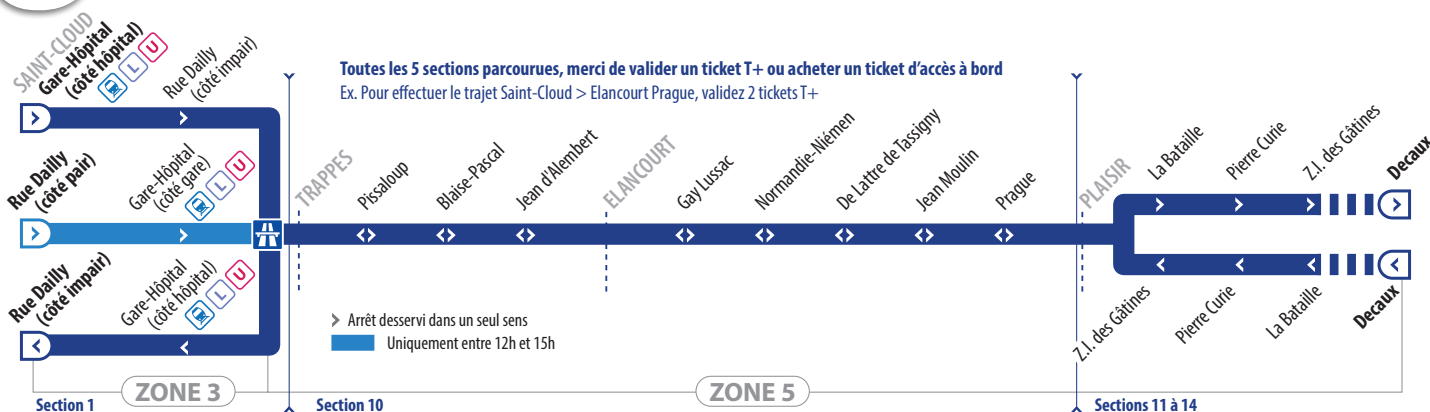 SAINT-CLOUD
Gare-Hôpital
(côté hôpital)
L
U
Rue Dailly
(côté impair)
Toutes les 5 sections parcourues, merci de valider un ticket T+ ou acheter un ticket d'accès à bord
Ex. Pour effectuer le trajet Saint-Cloud > Elancourt Prague, validez 2 tickets T+
Rue Dailly
(côté pair)
Gare-Hôpital
(côté gare)
L
U
TRAPPES
Pissaloup
Blaise-Pascal
Jean d'Alembert
ELANCOURT
Gay Lussac
Normandie-Niémen
De Lattre de Tassigny
Jean Moulin
Prague
PLAISIR
La Bataille
Pierre Curie
Z.I. des Gâtines
Decaux
Rue Dailly
(côté impair)
Gare-Hôpital
(côté hôpital)
L
U
Z.I. des Gâtines
Pierre Curie
La Bataille
Decaux
> Arrêt desservi dans un seul sens
Uniquement entre 12h et 15h
ZONE 3
ZONE 5
Section 1
Section 10
Sections 11 à 14